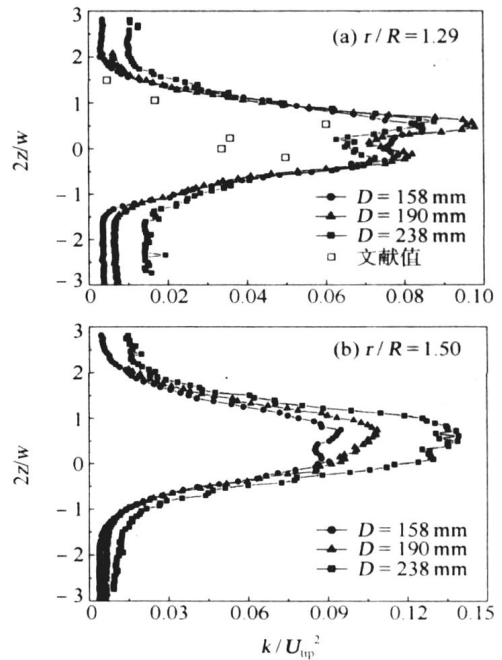 (a) r / R = 1.29
3
2
1
0
-1
-2
-3
2z/w
D = 158 mm
D = 190 mm
D = 238 mm
文献值
0 0.02 0.04 0.06 0.08 0.10
(b) r / R = 1.50
3
2
1
0
-1
-2
-3
2z/w
D = 158 mm
D = 190 mm
D = 238 mm
0 0.03 0.06 0.09 0.12 0.15
k / U_tip^2